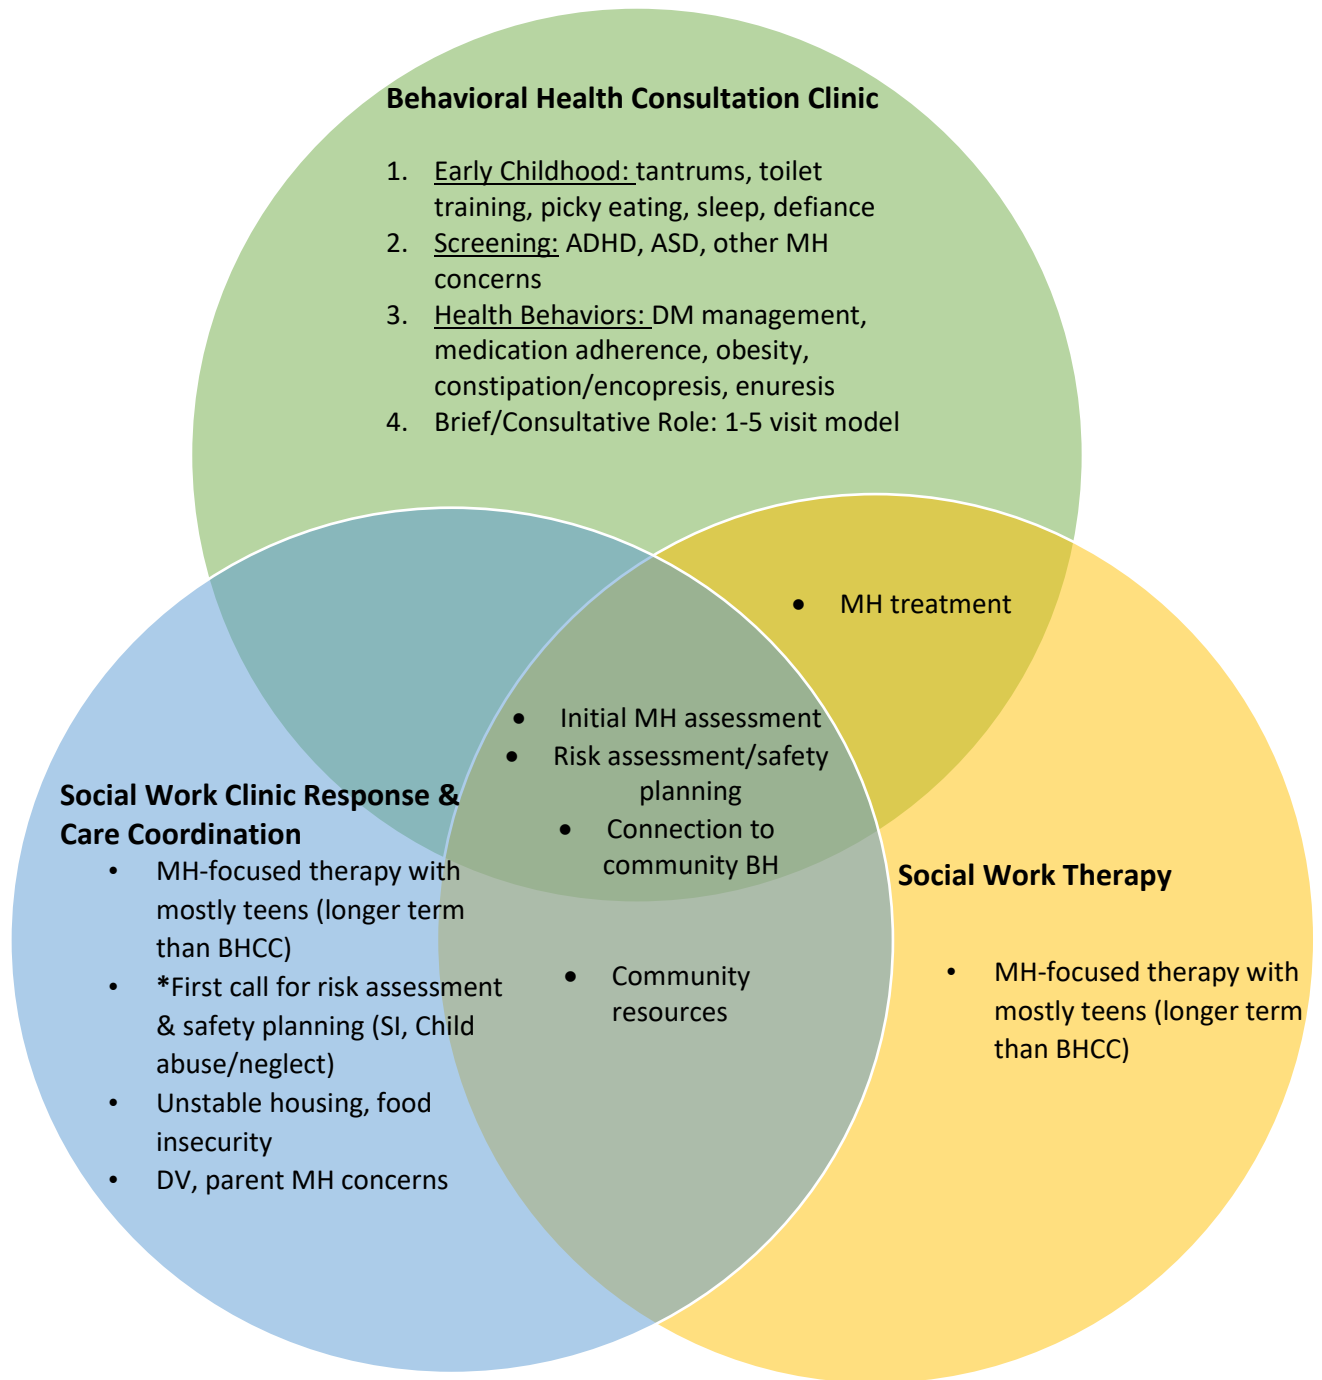 Behavioral Health Consultation Clinic
1. Early Childhood: tantrums, toilet
training, picky eating, sleep, defiance
2. Screening: ADHD, ASD, other MH
concerns
3. Health Behaviors: DM management,
medication adherence, obesity,
constipation/encopresis, enuresis
4. Brief/Consultative Role: 1-5 visit model
• MH treatment
• Initial MH assessment
• Risk assessment/safety
planning
• Connection to
community BH
Social Work Clinic Response &
Care Coordination
• MH-focused therapy with
mostly teens (longer term
than BHCC)
• *First call for risk assessment
& safety planning (SI, Child
abuse/neglect)
• Unstable housing, food
insecurity
• DV, parent MH concerns
• Community
resources
Social Work Therapy
• MH-focused therapy with
mostly teens (longer term
than BHCC)